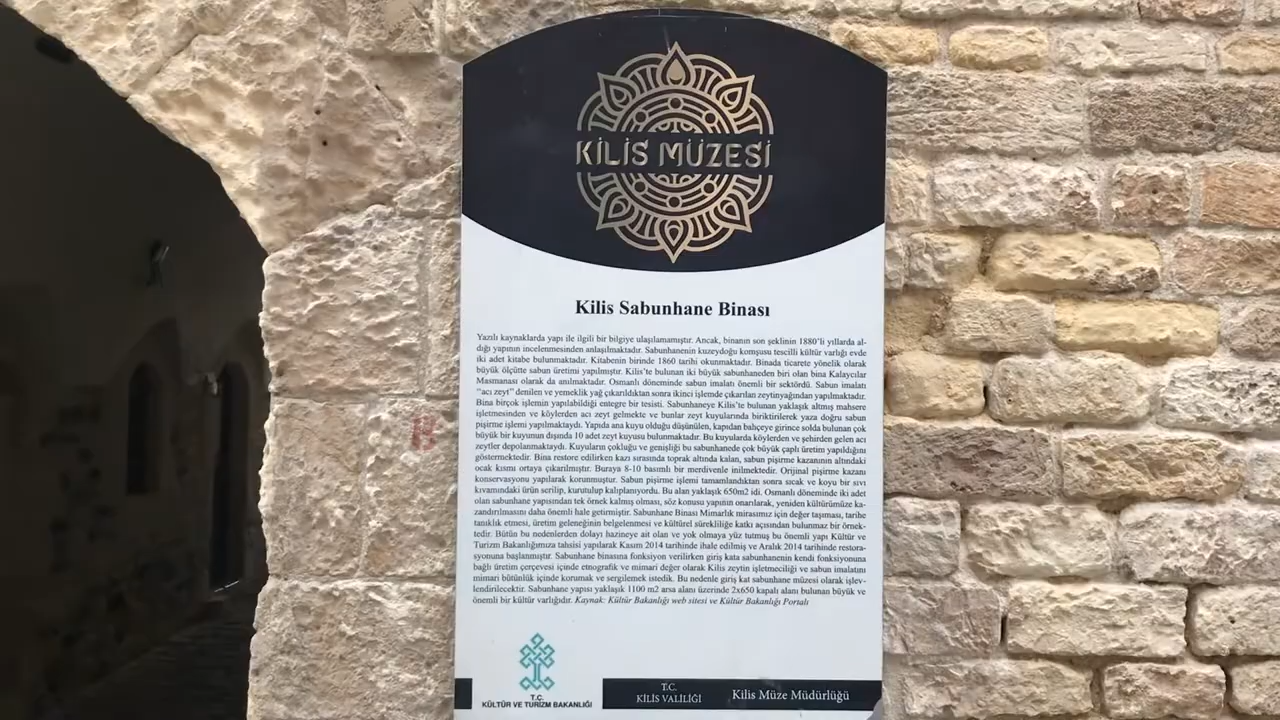 KİLİS MÜZESİ
Kilis Sabunhane Binası
Yazılı kaynaklarda yapı ile ilgili bir bilgiye ulaşılamamıştır. Ancak, binanın son şeklinin 1880'li yıllarda al-
dığı yapının incelenmesinden anlaşılmaktadır. Sabunhanenin kuzeydoğu komşusu tescilli kültür varlığı evde
iki adet kitabe bulunmaktadır. Kitabenin birinde 1860 tarihi okunmaktadır. Binada ticarete yönelik olarak
büyük ölçütte sabun üretimi yapılmıştır. Kilis'te bulunan iki büyük sabunhaneden biri olan bina Kalaycılar
Masmanası olarak da anılmaktadır. Osmanlı döneminde sabun imalatı önemli bir sektördü. Sabun imalatı
"acı zeyt" denilen ve yemeklik yağ çıkarıldıktan sonra ikinci işlemde çıkarılan zeytinyağından yapılmaktadır.
Bina birçok işlemin yapılabildiği entegre bir tesisti. Sabunhaneye Kilis'te bulunan yaklaşık altmış mahsere
işletmesinden ve köylerden acı zeyt gelmekte ve bunlar zeyt kuyularında biriktirilerek yaza doğru sabun
pişirme işlemi yapılmaktaydı. Yapıda ana kuyu olduğu düşünülen, kapıdan bahçeye girince solda bulunan çok
büyük bir kuyunun dışında 10 adet zeyt kuyusu bulunmaktadır. Bu kuyularda köylerden ve şehirden gelen acı
zeytler depolanmaktaydı. Kuyuların çokluğu ve genişliği bu sabunhanede çok büyük çaplı üretim yapıldığını
göstermektedir. Bina restore edilirken kazı sırasında toprak altında kalan, sabun pişirme kazanının altındaki
ocak kısmı ortaya çıkarılmıştır. Buraya 8-10 basımlı bir merdivenle inilmektedir. Orijinal pişirme kazanı
konservasyonu yapılarak korunmuştur. Sabun pişirme işlemi tamamlandıktan sonra sıcak ve koyu bir sıvı
kıvamındaki ürün serilip, kurutulup kalıplanıyordu. Bu alan yaklaşık 650m2 idi. Osmanlı döneminde iki adet
olan sabunhane yapısından tek örnek kalmış olması, söz konusu yapının onarılarak, yeniden kültürümüze ka-
zandırılmasını daha önemli hale getirmiştir. Sabunhane Binası Mimarlık mirasımız için değer taşıması, tarihe
tanıklık etmesi, üretim geleneğinin belgelenmesi ve kültürel sürekliliğe katkı açısından bulunmaz bir örnek-
tedir. Bütün bu nedenlerden dolayı hazineye ait olan ve yok olmaya yüz tutmuş bu önemli yapı Kültür ve
Turizm Bakanlığımıza tahsisi yapılarak Kasım 2014 tarihinde ihale edilmiş ve Aralık 2014 tarihinde restora-
syonuna başlanmıştır. Sabunhane binasına fonksiyon verilirken giriş kata sabunhanenin kendi fonksiyonuna
bağlı üretim çerçevesi içinde etnografik ve mimari değer olarak Kilis zeytin işletmeciliği ve sabun imalatını
mimari bütünlük içinde korumak ve sergilemek istedik. Bu nedenle giriş kat sabunhane müzesi olarak işlev-
lendirilecektir. Sabunhane yapısı yaklaşık 1100 m2 arsa alanı üzerinde 2x650 kapalı alanı bulunan büyük ve
önemli bir kültür varlığıdır. Kaynak: Kültür Bakanlığı web sitesi ve Kültür Bakanlığı Portalı
T.C.
KÜLTÜR VE TURİZM BAKANLIĞI
T.C.
KİLİS VALİLİĞİ
Kilis Müze Müdürlüğü
B